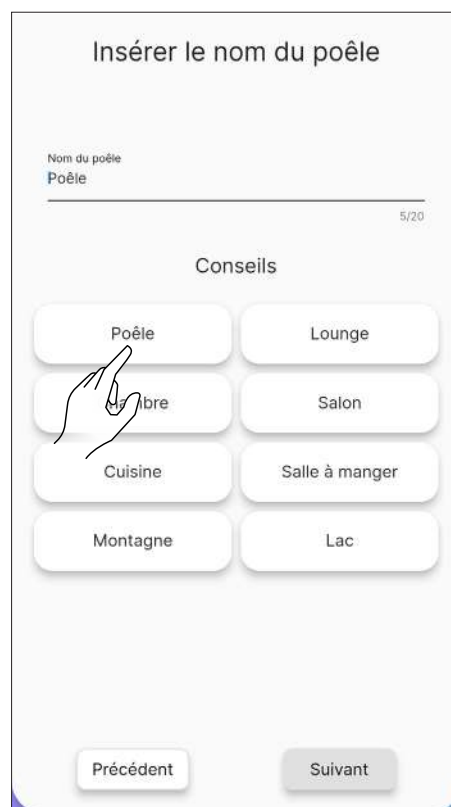 Insérer le nom du poêle
Nom du poêle
Poêle
5/20
Conseils
Poêle
Lounge
Salon
Cuisine
Salle à manger
Montagne
Lac
Précédent
Suivant